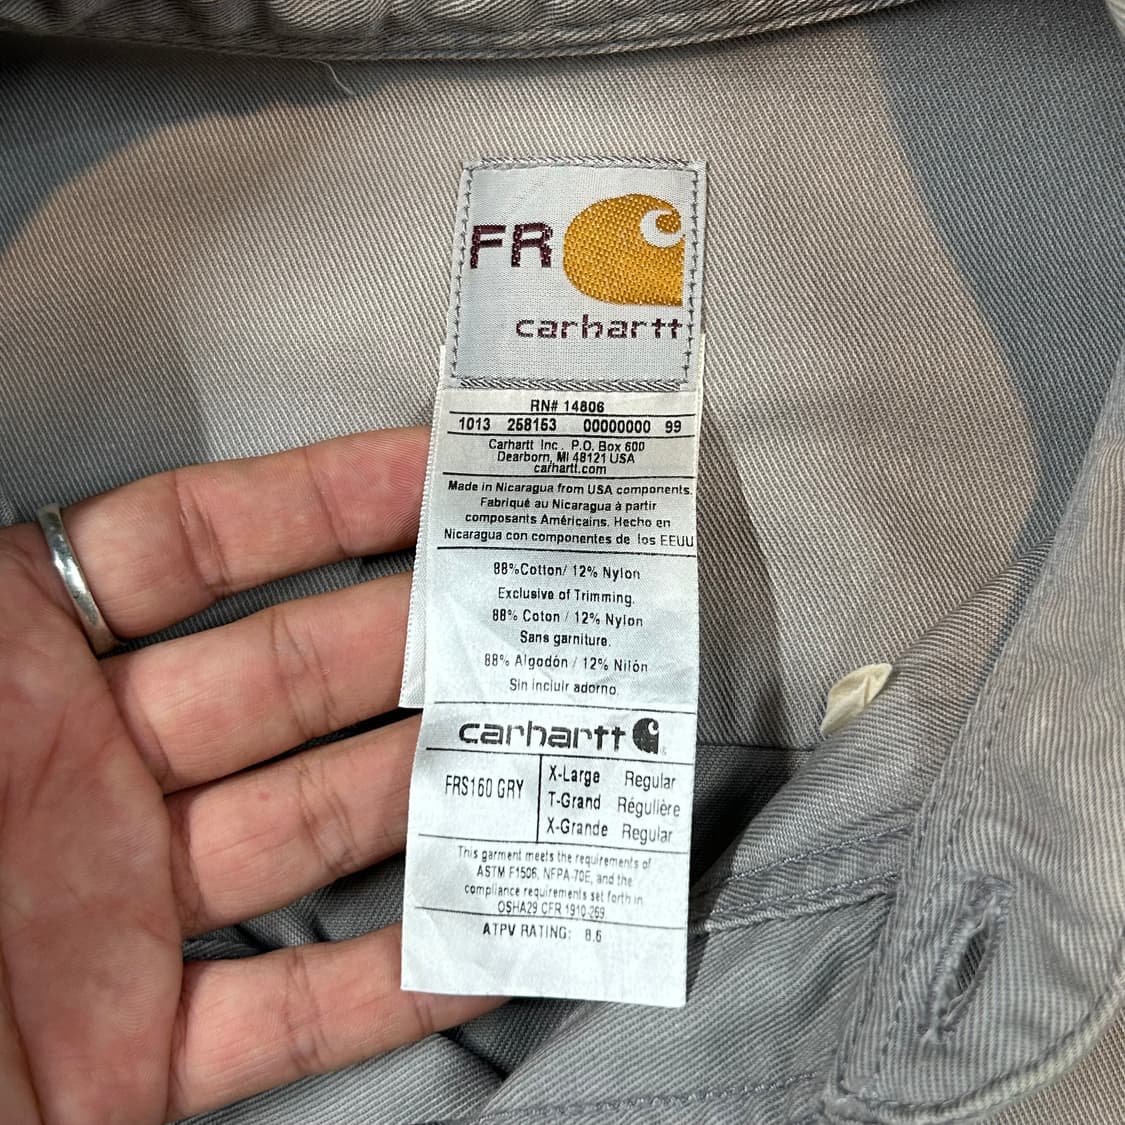 FR
carhartt
RN# 14806
1013 258153 00000000 99
Carhartt Inc. P.O. Box 600
Dearborn, MI 48121 USA
carhartt.com
Made in Nicaragua from USA components.
Fabriqué au Nicaragua à partir
composants Américains. Hecho en
Nicaragua con componentes de los EEUU
88%Cotton/ 12% Nylon
Exclusive of Trimming.
88% Coton / 12% Nylon
Sans garniture.
88% Algodón / 12% Nilón
Sin incluir adorno.
carhartt
FRS160 GRY
X-Large Regular
T-Grand Régulière
X-Grande Regular
This garment meets the requirements of
ASTM F1506, NFPA-70E, and the
compliance requirements set forth in
OSHA29 CFR 1910.269
ATPV RATING: 8.6